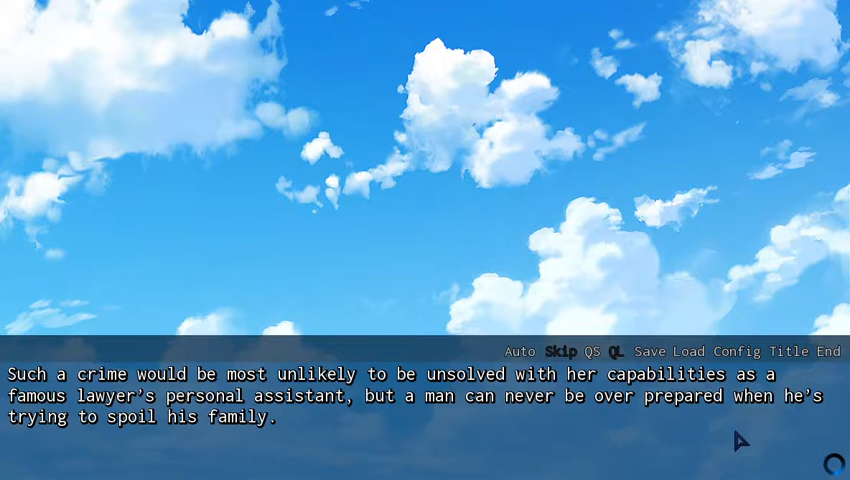 Auto Skip QS QL Save Load Config Title End
Such a crime would be most unlikely to be unsolved with her capabilities as a
famous lawyer's personal assistant, but a man can never be over prepared when he's
trying to spoil his family.